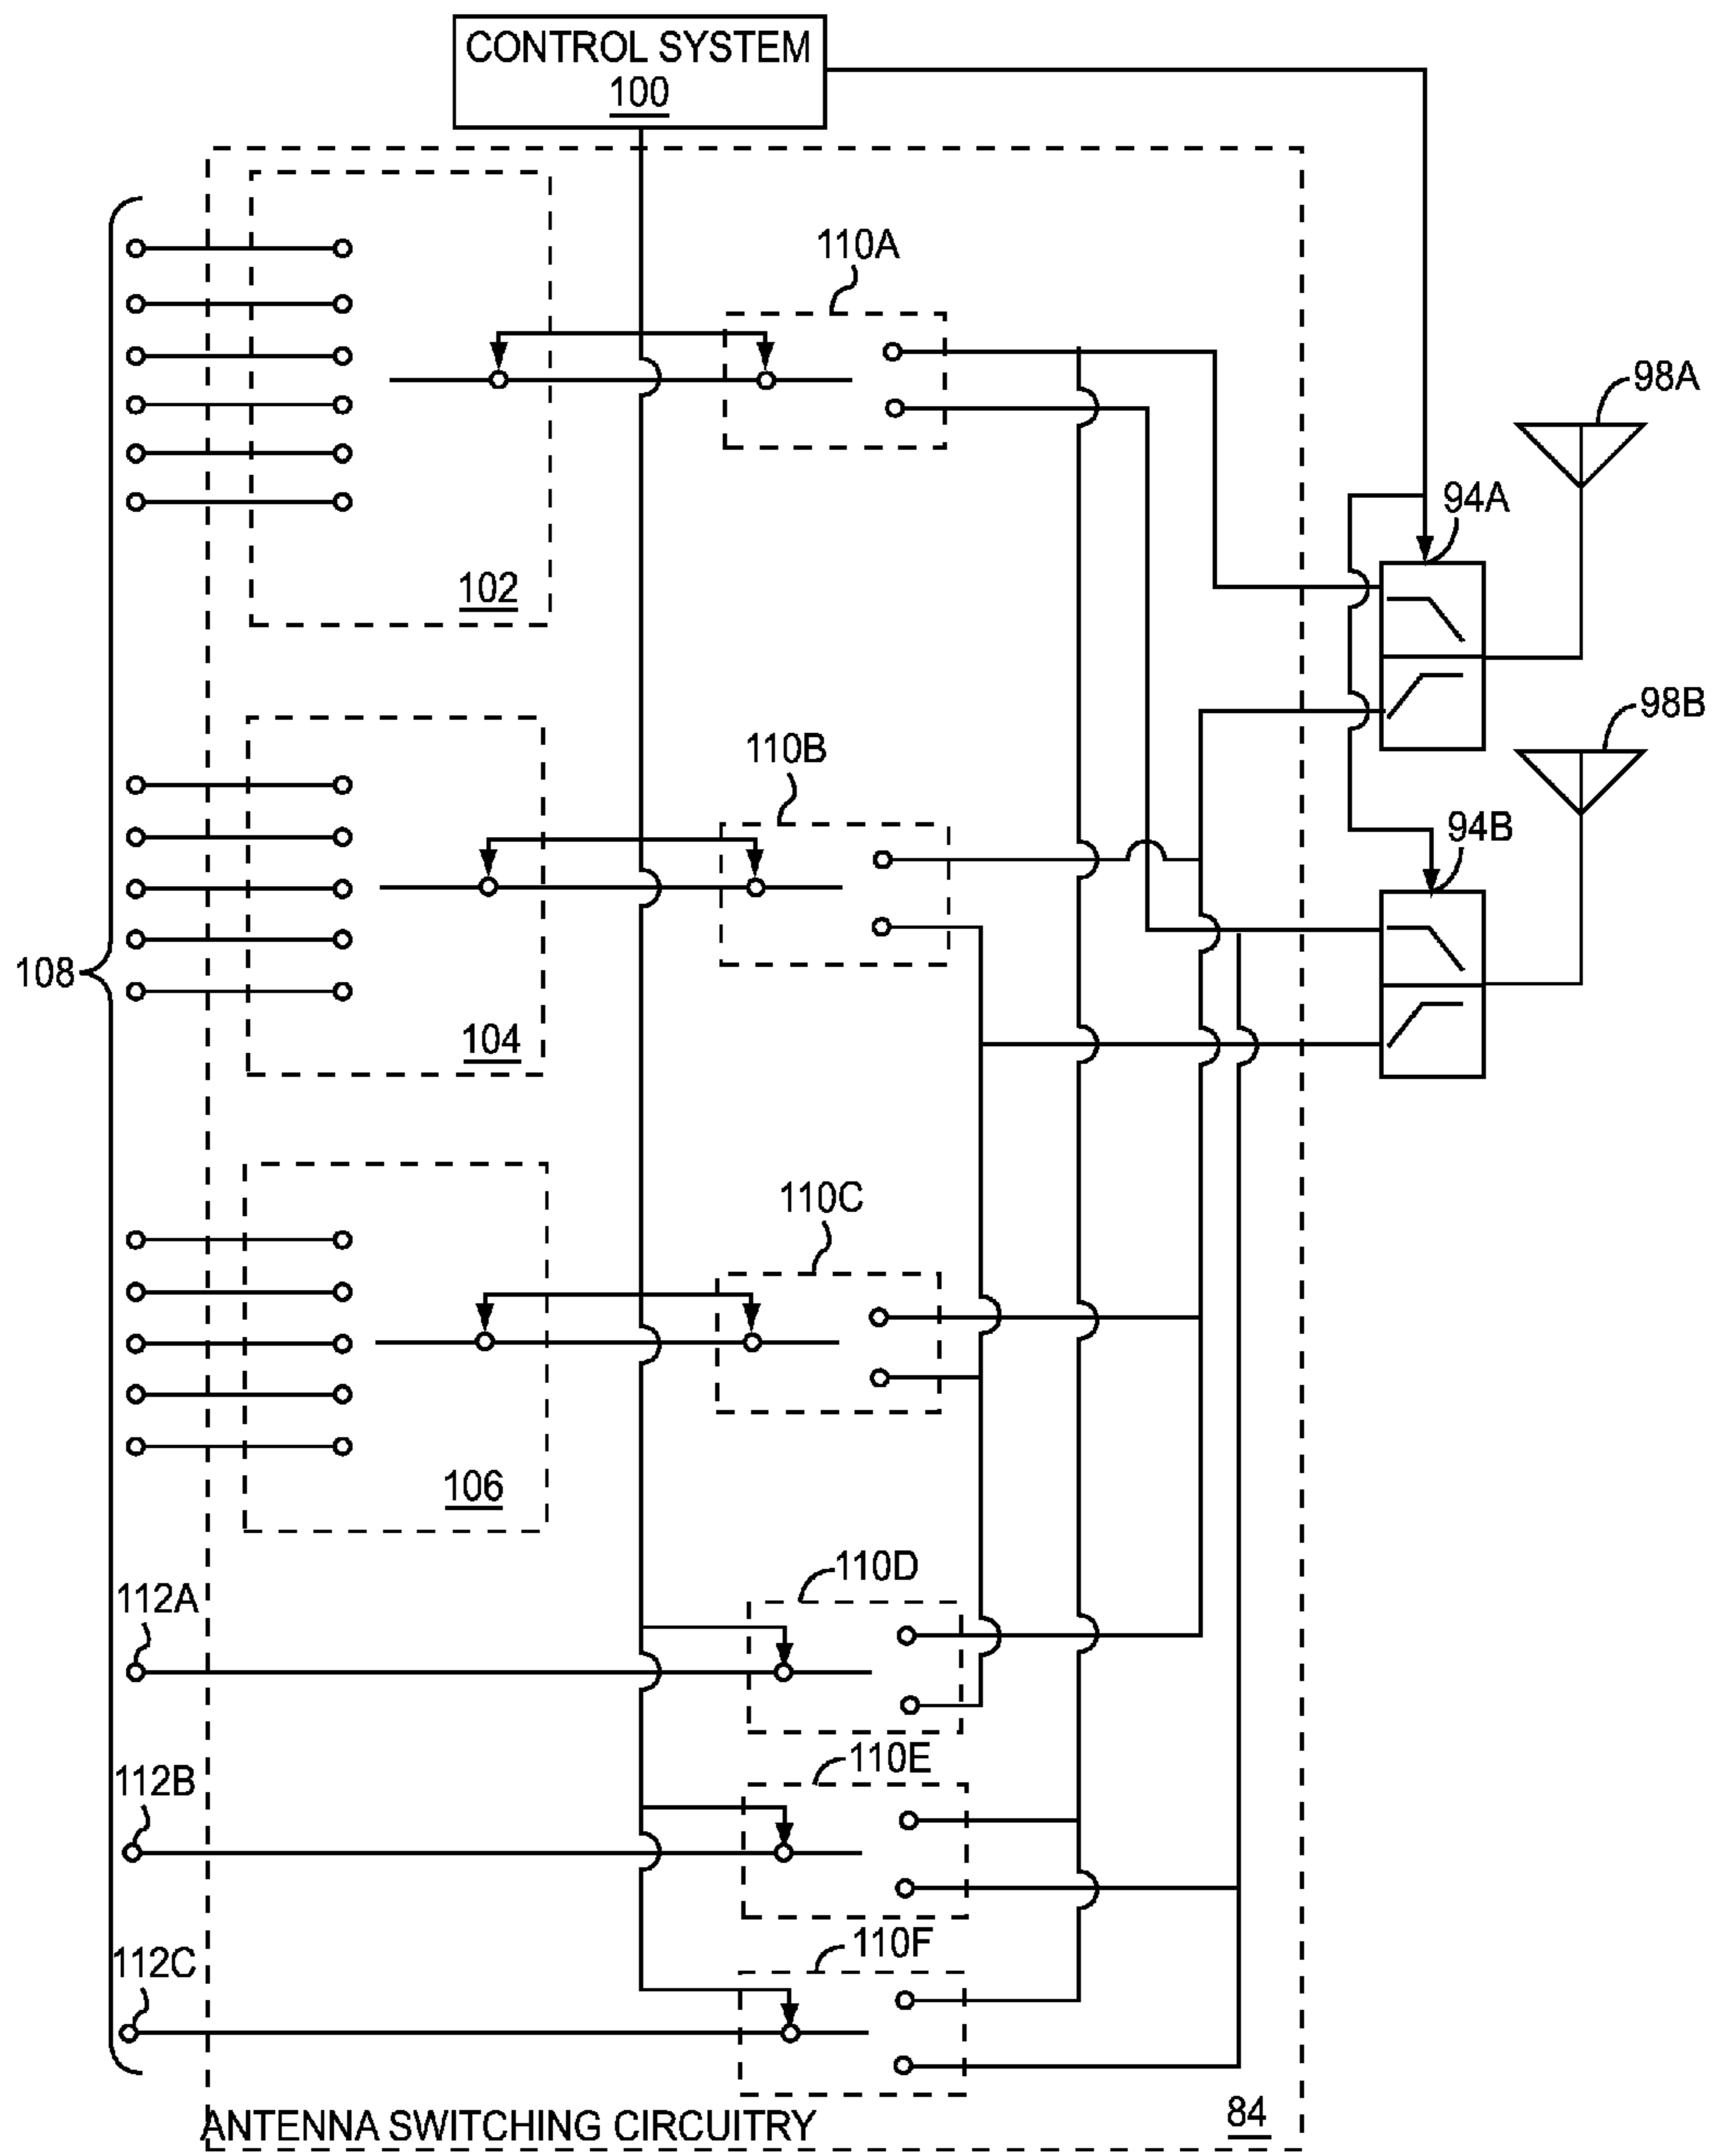 CONTROL SYSTEM
100
110A
98A
94A
102
98B
110B
94B
108
104
110C
106
110D
112A
110E
112B
110F
112C
ANTENNA SWITCHING CIRCUITRY
84